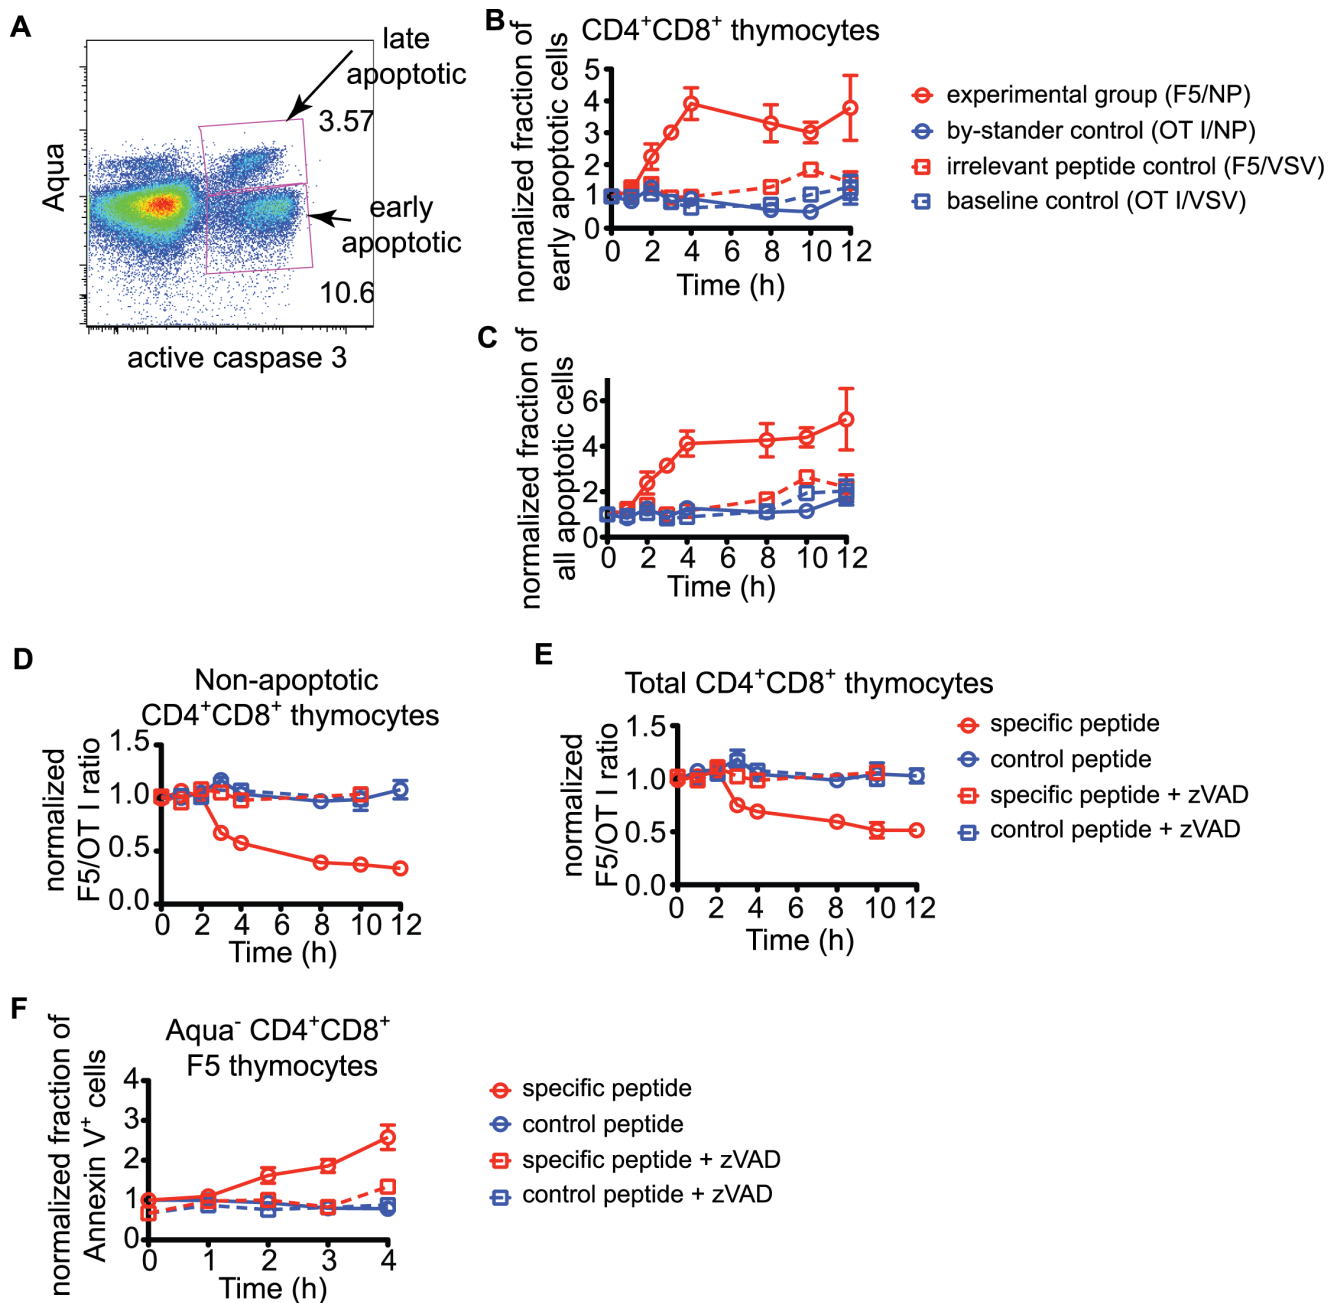 A
late
apoptotic
3.57
early
apoptotic
10.6
Aqua
active caspase 3
B
CD4+CD8+ thymocytes
normalized fraction of
early apoptotic cells
5
4
3
2
1
0
0 2 4 6 8 10 12
Time (h)
experimental group (F5/NP)
by-stander control (OT I/NP)
irrelevant peptide control (F5/VSV)
baseline control (OT I/VSV)
C
normalized fraction of
all apoptotic cells
6
4
2
0
0 2 4 6 8 10 12
Time (h)
D
Non-apoptotic
CD4+CD8+ thymocytes
normalized
F5/OT I ratio
1.5
1.0
0.5
0.0
0 2 4 6 8 10 12
Time (h)
E
Total CD4+CD8+ thymocytes
normalized
F5/OT I ratio
1.5
1.0
0.5
0.0
0 2 4 6 8 10 12
Time (h)
specific peptide
control peptide
specific peptide + zVAD
control peptide + zVAD
F
Aqua- CD4+CD8+
F5 thymocytes
normalized fraction of
Annexin V+ cells
4
3
2
1
0
0 1 2 3 4
Time (h)
specific peptide
control peptide
specific peptide + zVAD
control peptide + zVAD